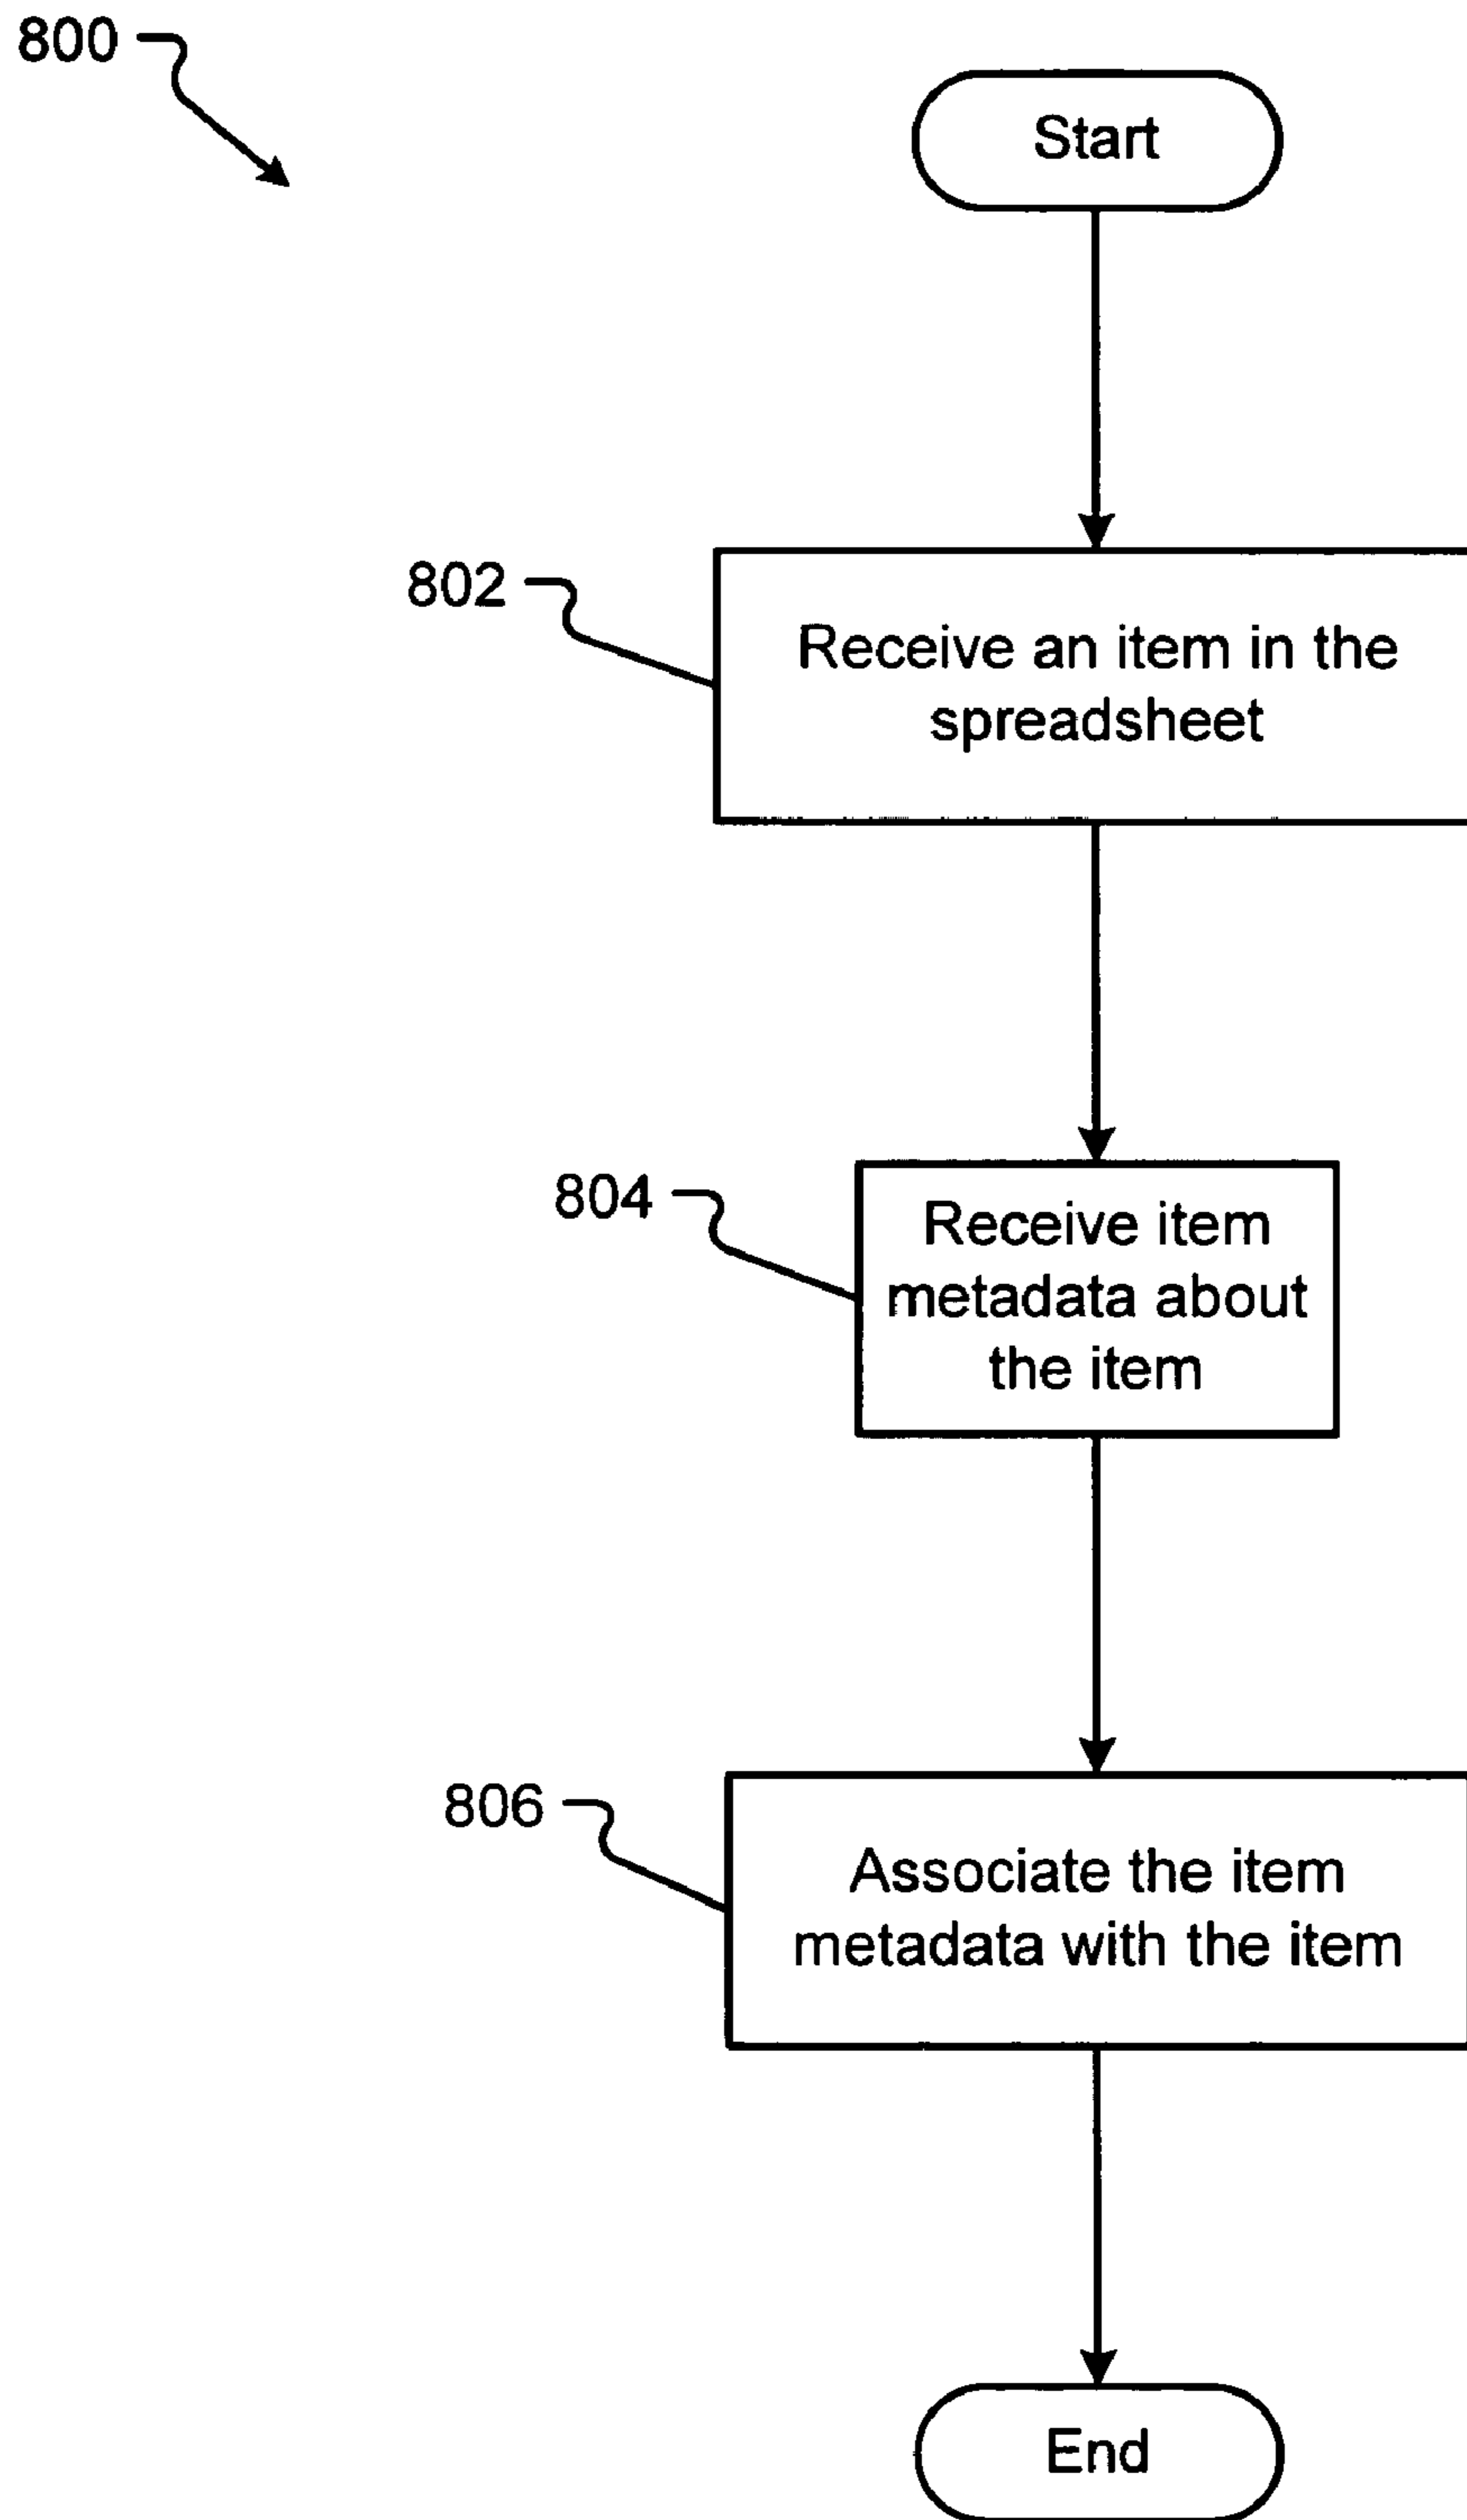 800
Start
802
Receive an item in the
spreadsheet
804
Receive item
metadata about
the item
806
Associate the item
metadata with the item
End